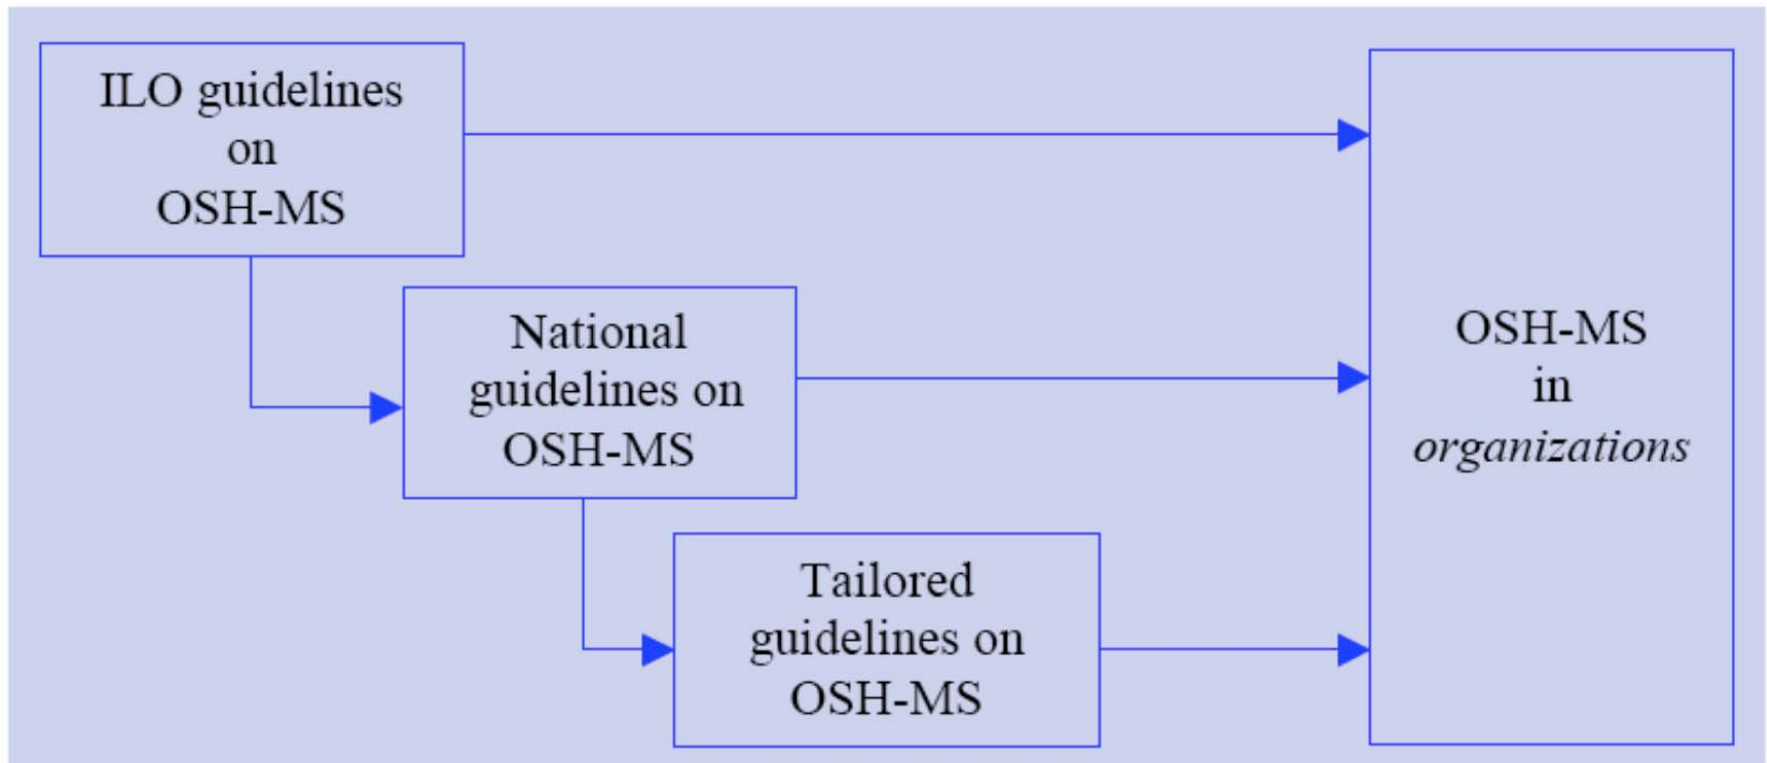 ILO guidelines
on
OSH-MS
National
guidelines on
OSH-MS
Tailored
guidelines on
OSH-MS
OSH-MS
in
organizations